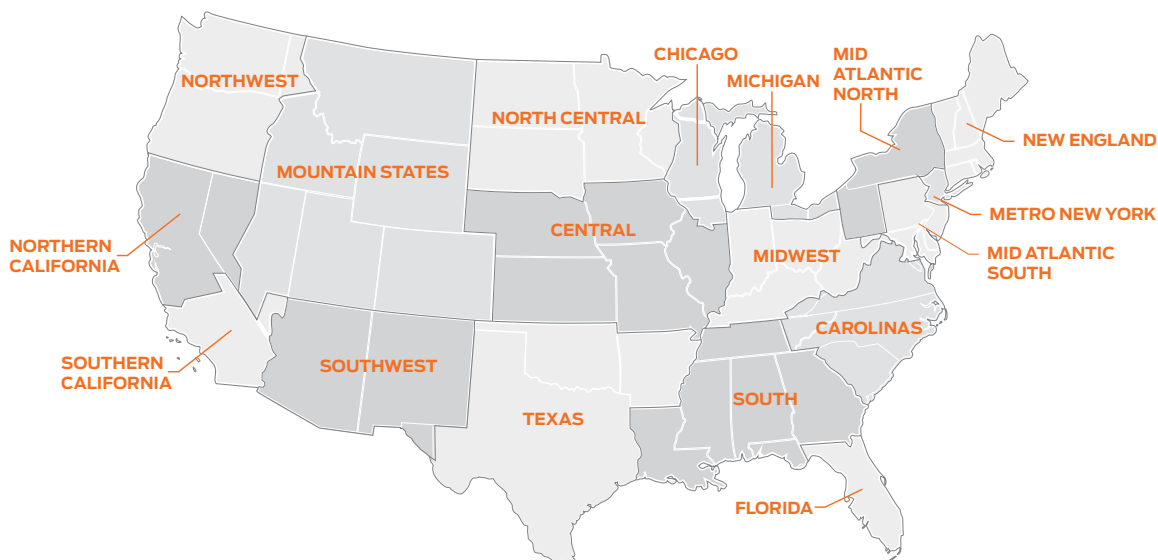 CHICAGO
MID
ATLANTIC
NORTH
MICHIGAN
NORTHWEST
NORTH CENTRAL
NEW ENGLAND
MOUNTAIN STATES
METRO NEW YORK
CENTRAL
NORTHERN
CALIFORNIA
MIDWEST
MID ATLANTIC
SOUTH
CAROLINAS
SOUTHERN
CALIFORNIA
SOUTHWEST
SOUTH
TEXAS
FLORIDA